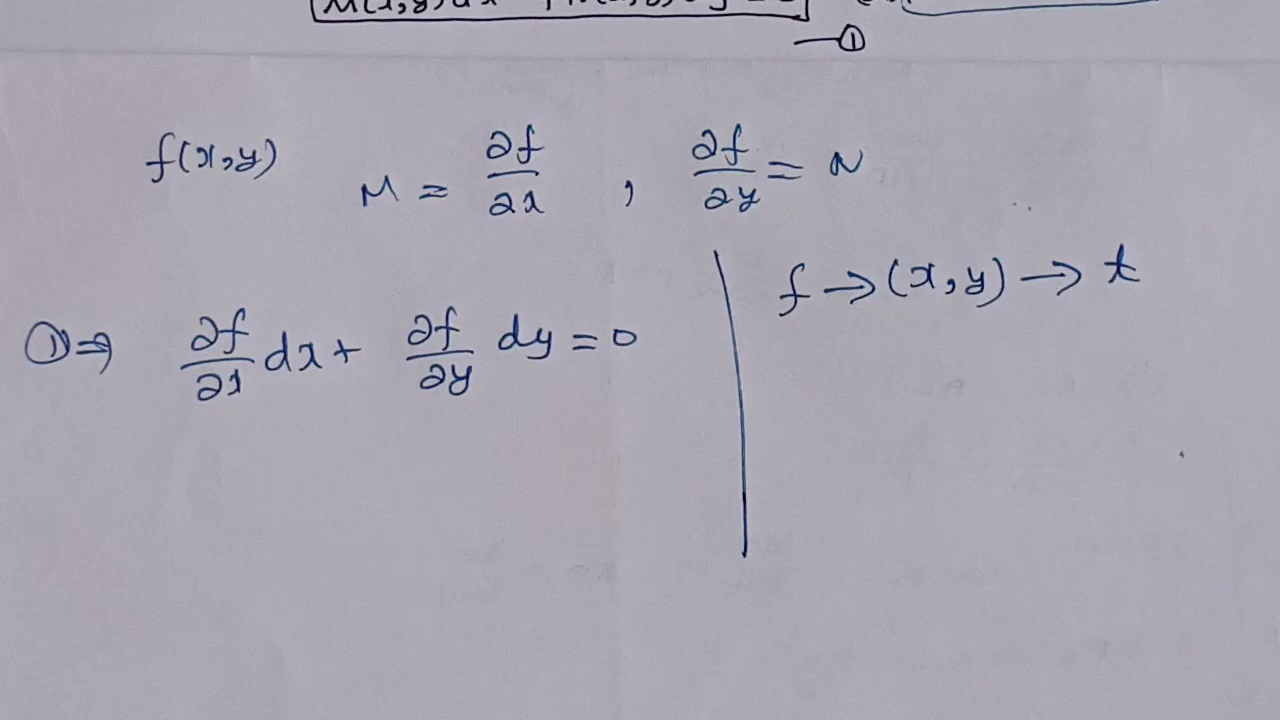 —①
f(x,y) M = ∂f/∂x , ∂f/∂y = N
①⇒ ∂f/∂x dx + ∂f/∂y dy = 0
f → (x,y) → t